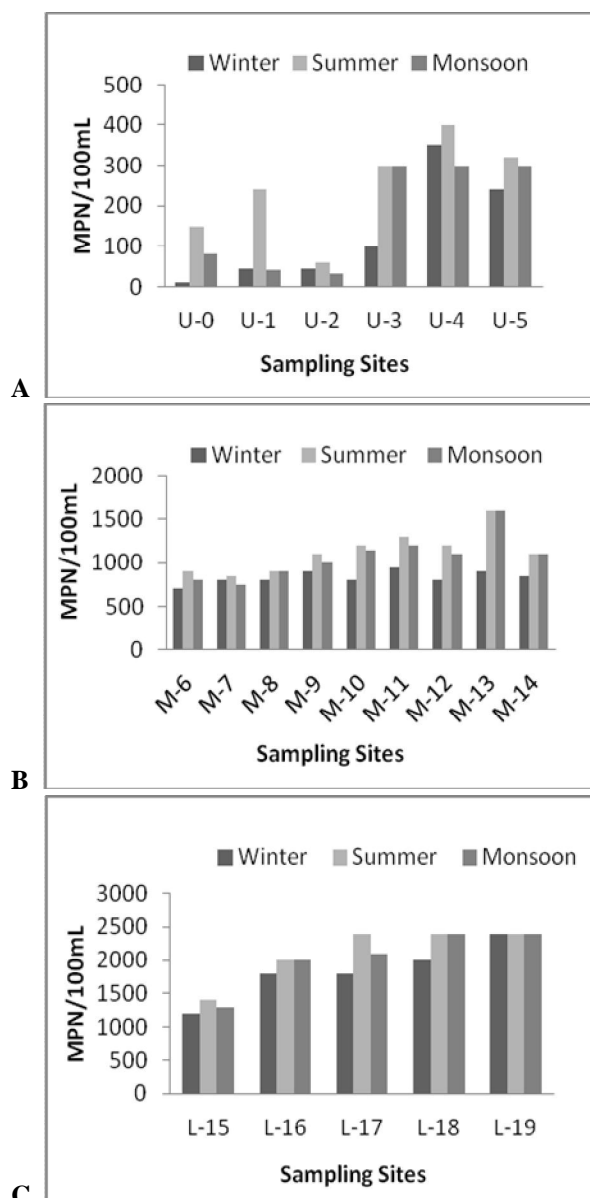 Winter Summer Monsoon
500
400
300
200
100
0
MPN/100mL
U-0 U-1 U-2 U-3 U-4 U-5
Sampling Sites
A
Winter Summer Monsoon
2000
1500
1000
500
0
MPN/100mL
M-6 M-7 M-8 M-9 M-10 M-11 M-12 M-13 M-14
Sampling Sites
B
Winter Summer Monsoon
3000
2500
2000
1500
1000
500
0
MPN/100mL
L-15 L-16 L-17 L-18 L-19
Sampling Sites
C